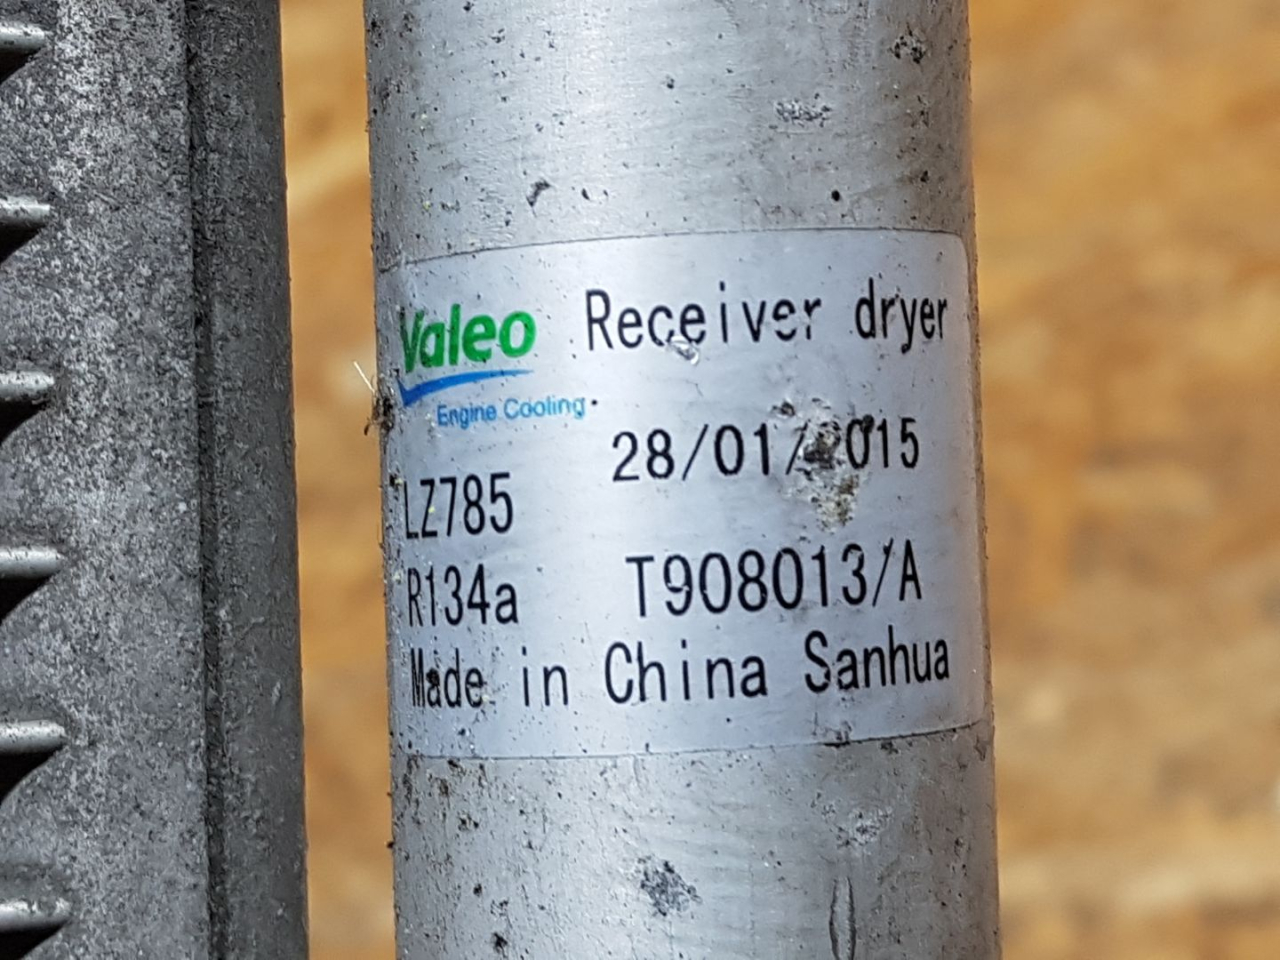 Valeo Receiver dryer
Engine Cooling
28/01/2015
LZ785
R134a T908013/A
Made in China Sanhua